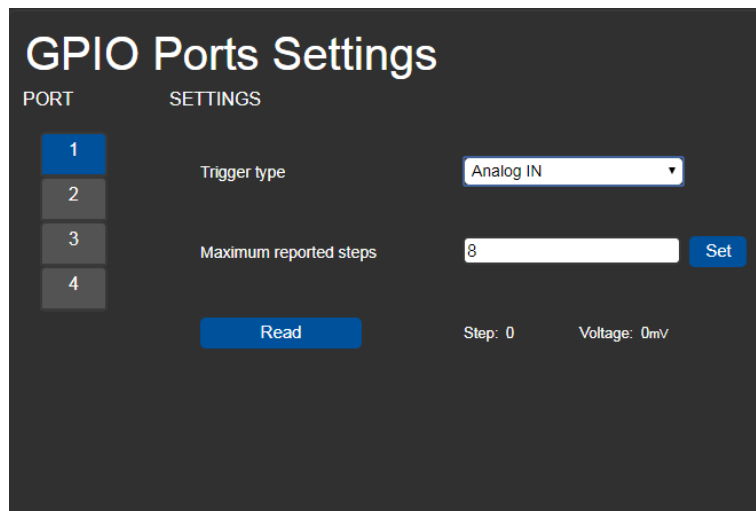 GPIO Ports Settings
PORT SETTINGS
1
Trigger type Analog IN
2
3
Maximum reported steps 8 Set
4
Read Step: 0 Voltage: 0mV